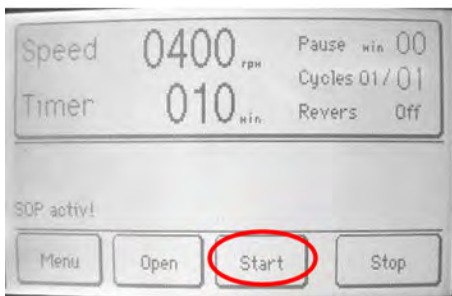 Speed 0400 rpm Pause min 00
Cycles 01/01
Timer 010 min Revers Off
SOP activ!
Menu Open Start Stop